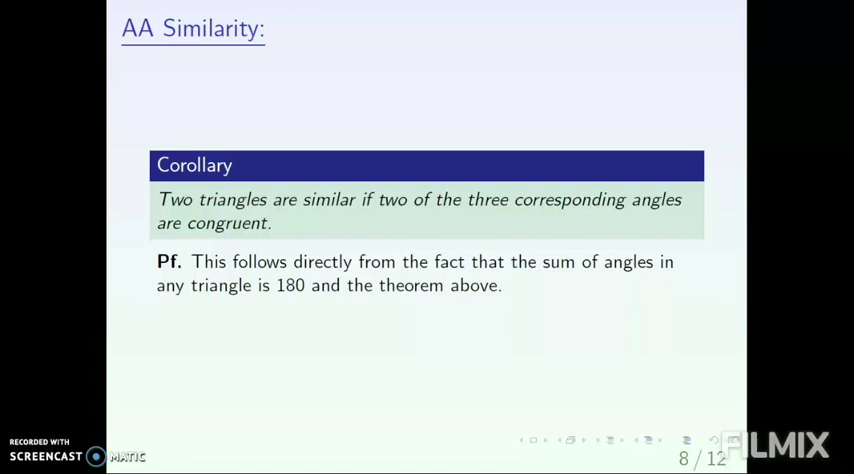 AA Similarity:
Corollary
Two triangles are similar if two of the three corresponding angles
are congruent.
Pf. This follows directly from the fact that the sum of angles in
any triangle is 180 and the theorem above.
RECORDED WITH
SCREENCAST MATIC
FILMIX
8 / 12